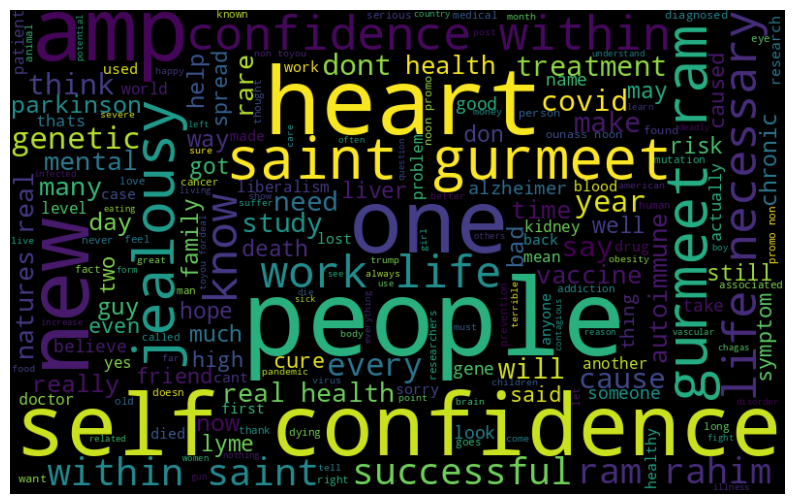 amp
confidence within
known
country
serious
medical
diagnosed
month
animal
potential
post
understand
patient
non toyou
happy
eye
think
used
help
spread
rare
dont
health
work
treatment
name
may
caused
research
parkinson
world
good
covid
thats
severe
left
thought
care
often
money
person
learn
deadly
genetic
way
made
sure
heart
noon promo
ounass noon
found
make
don
mental
got
question
problem
risk
mutation
infected
love
cancer
liberalism
saint gurmeet
year
many
case
living
show
better
liver
alzheimer
blood
american
chronic
level
eating
suffer
kidney
need
time
human
actually
promo non
day
never
feel
study
girl
others
bad
back
well
drug
boy
live
fact
form
great
family
death
lost
one
mean
say
still
two
toyou fordeal
trump
always
obesity
associated
natures real
guy
man
work life
see
use
vaccine
addiction
take
jealousy
know
even
hope
die
sick
terrible
prevention
anyone
thing
autoimmune
vascular
chagas
symptom
new
believe
called
much
body
everything
people
researchers
contagious
must
reason
gurmeet ram
life necessary
increase
yes
far
high
cure
every
gene
will
another
food
really
friend
cant
pandemic
virus
sorry
cause
disorder
doctor
doesn
real health
children
said
someone
let
old
first
point
brain
died
now
lyme
thank
dying
goes
look
come
healthy
long
fight
self confidence
related
women
nothing
want
gun
tell
right
illness
within saint
successful
ram rahim